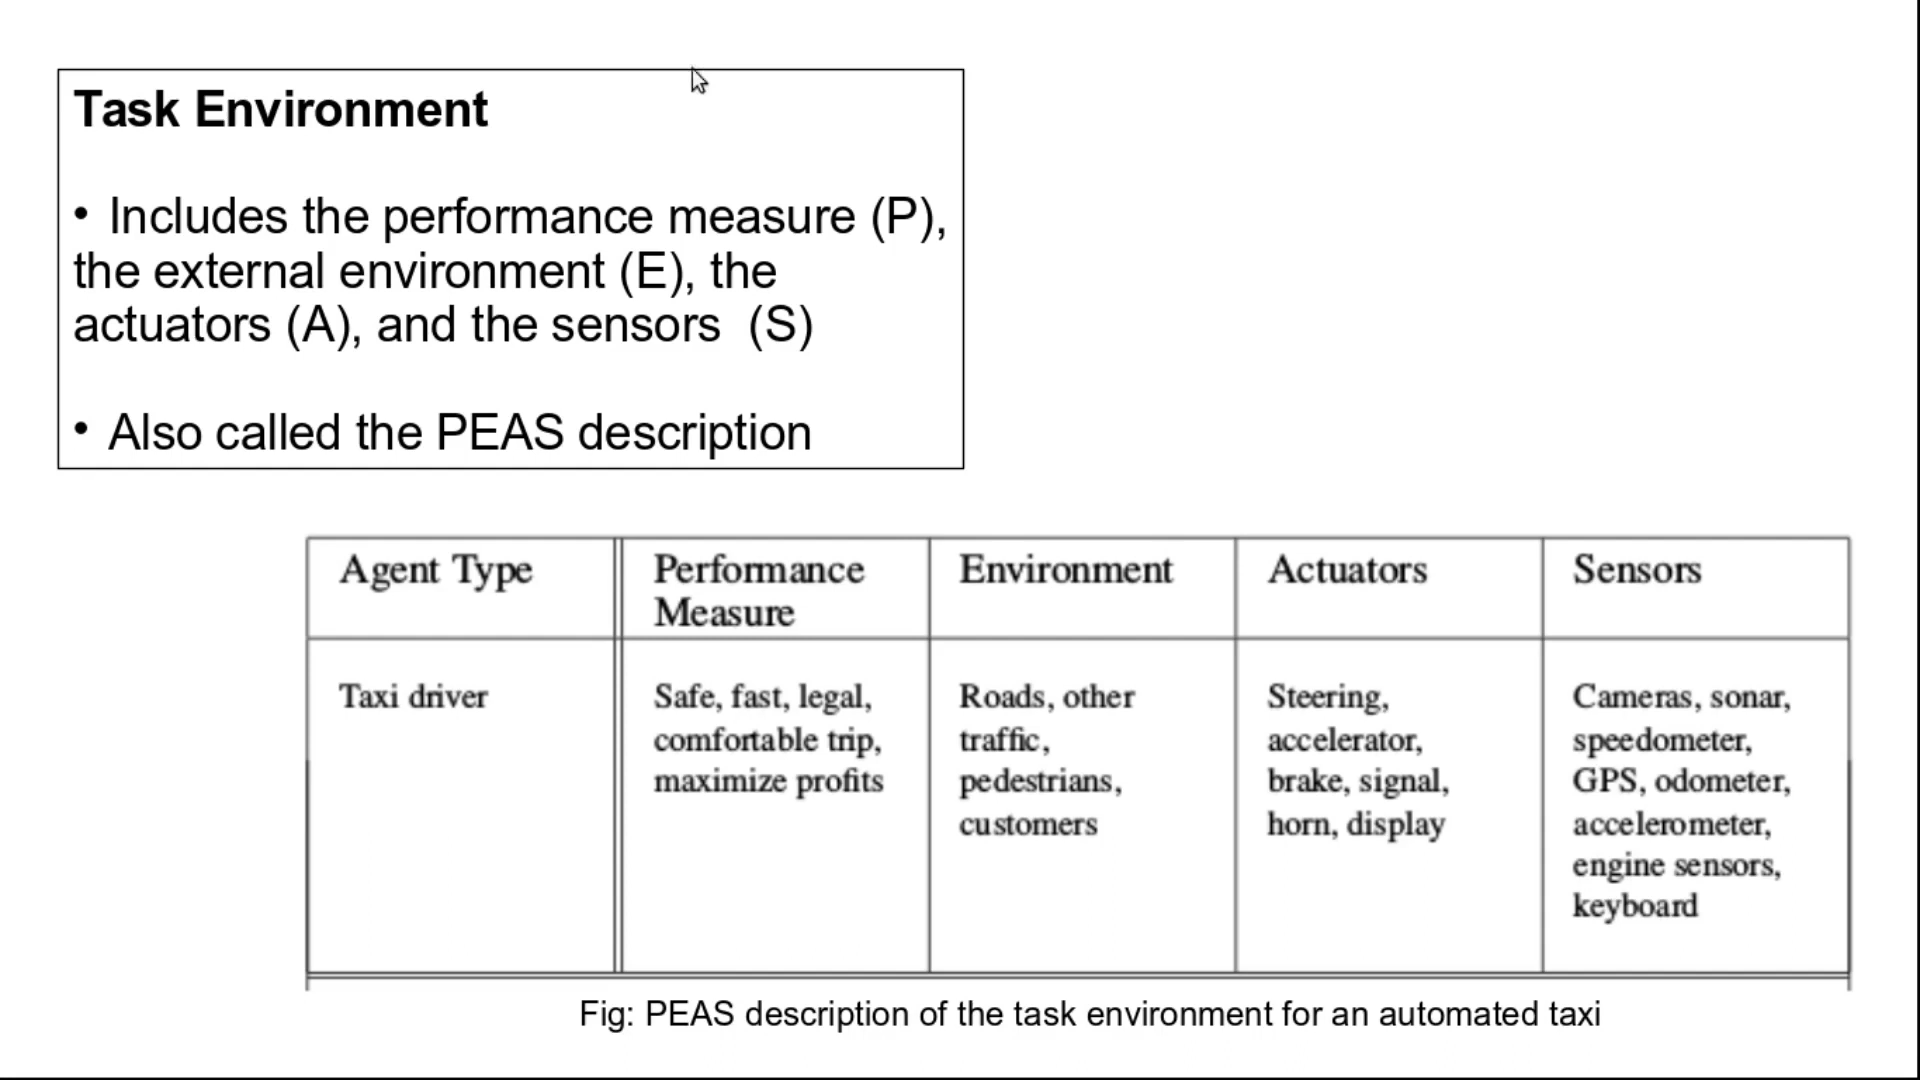 Task Environment
• Includes the performance measure (P),
the external environment (E), the
actuators (A), and the sensors  (S)
• Also called the PEAS description
Agent Type
Performance
Measure
Environment
Actuators
Sensors
Taxi driver
Safe, fast, legal,
comfortable trip,
maximize profits
Roads, other
traffic,
pedestrians,
customers
Steering,
accelerator,
brake, signal,
horn, display
Cameras, sonar,
speedometer,
GPS, odometer,
accelerometer,
engine sensors,
keyboard
Fig: PEAS description of the task environment for an automated taxi